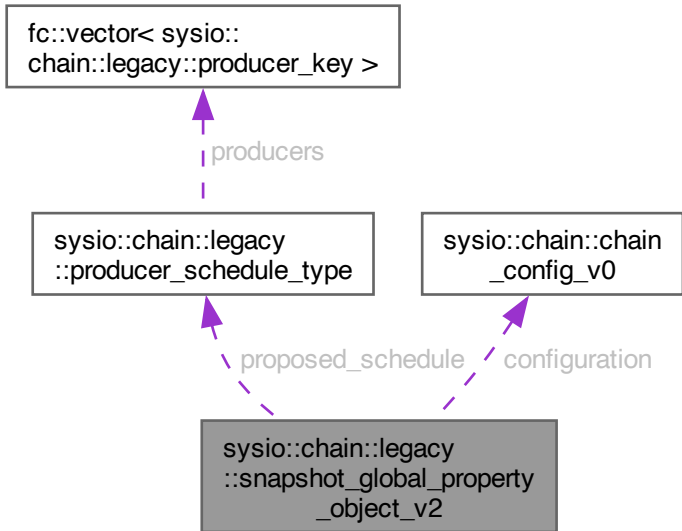 fc::vector< sysio::
chain::legacy::producer_key >
producers
sysio::chain::legacy
::producer_schedule_type
sysio::chain::chain
_config_v0
proposed_schedule
configuration
sysio::chain::legacy
::snapshot_global_property
_object_v2